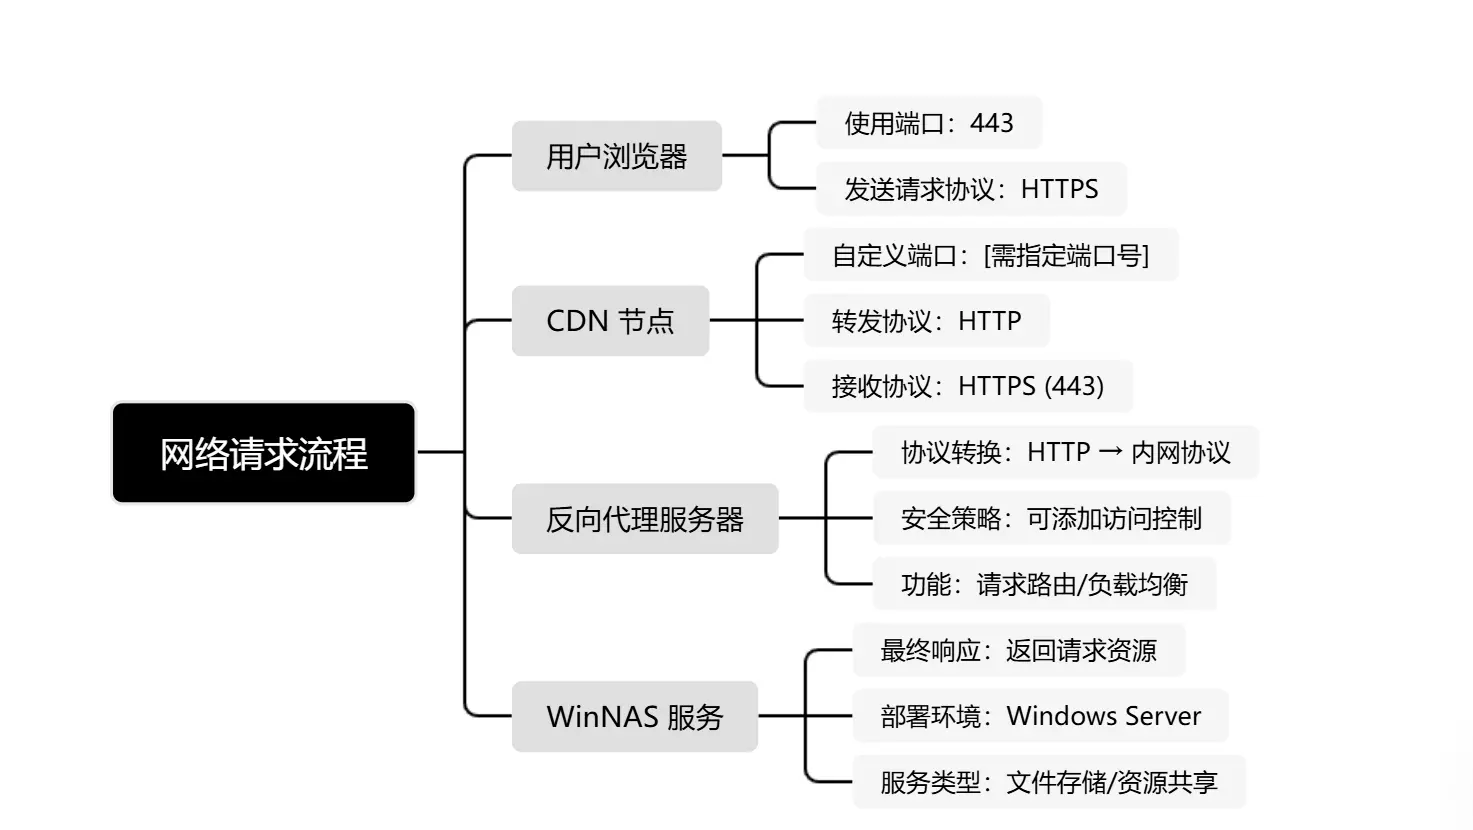 网络请求流程
用户浏览器
使用端口：443
发送请求协议：HTTPS
CDN 节点
自定义端口：[需指定端口号]
转发协议：HTTP
接收协议：HTTPS (443)
反向代理服务器
协议转换：HTTP → 内网协议
安全策略：可添加访问控制
功能：请求路由/负载均衡
WinNAS 服务
最终响应：返回请求资源
部署环境：Windows Server
服务类型：文件存储/资源共享